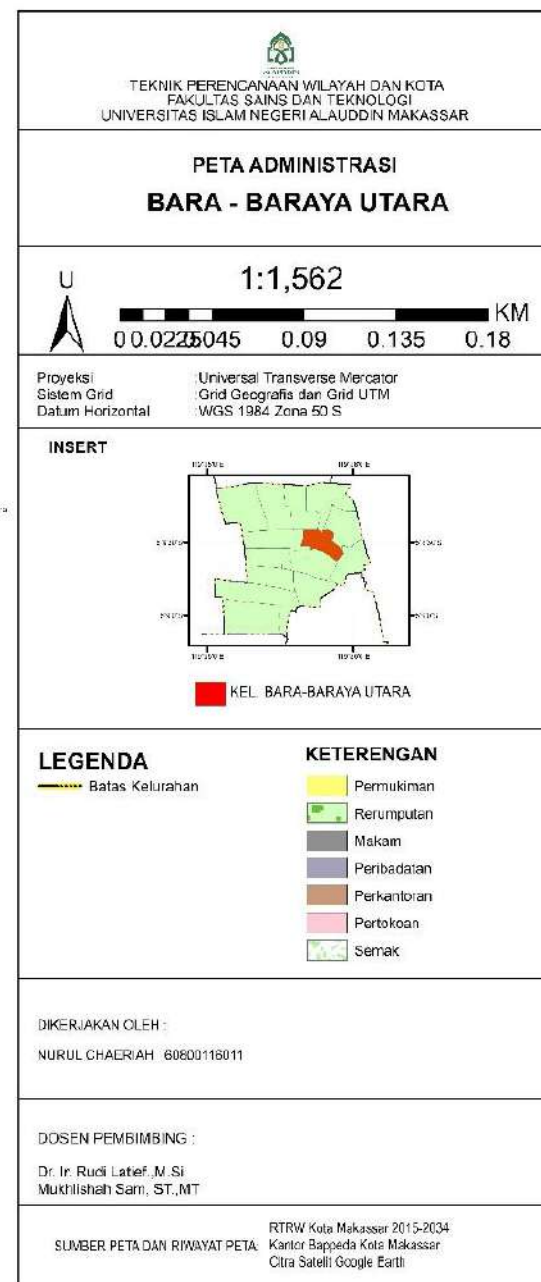 TEKNIK PERENCANAAN WILAYAH DAN KOTA
FAKULTAS SAINS DAN TEKNOLOGI
UNIVERSITAS ISLAM NEGERI ALAUDDIN MAKASSAR
PETA ADMINISTRASI
BARA - BARAYA UTARA
U
1:1,562
KM
0 0.0225 0.045 0.09 0.135 0.18
Proyeksi :Universal Transverse Mercator
Sistem Grid :Grid Geografis dan Grid UTM
Datum Horizontal :WGS 1984 Zona 50 S
INSERT
KEL. BARA-BARAYA UTARA
LEGENDA
Batas Kelurahan
KETERENGAN
Permukiman
Rerumputan
Makam
Peribadatan
Perkantoran
Pertokoan
Semak
DIKERJAKAN OLEH :
NURUL CHAERIAH 60800116011
DOSEN PEMBIMBING :
Dr. Ir. Rudi Latief.,M.Si
Mukhlishah Sam, ST.,MT
SUMBER PETA DAN RIWAYAT PETA:
RTRW Kota Makassar 2015-2034
Kantor Bappeda Kota Makassar
Citra Satelit Google Earth